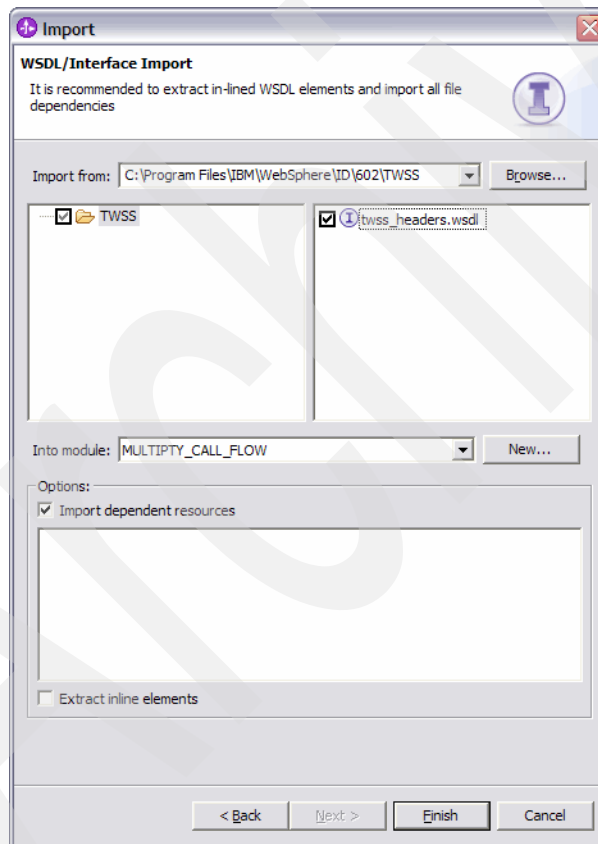 Import
WSDL/Interface Import
It is recommended to extract in-lined WSDL elements and import all file
dependencies
Import from: C:\Program Files\IBM\WebSphere\ID\602\TWSS Browse...
TWSS
twss_headers.wsdl
Into module: MULTIPTY_CALL_FLOW New...
Options:
Import dependent resources
Extract inline elements
< Back Next > Finish Cancel